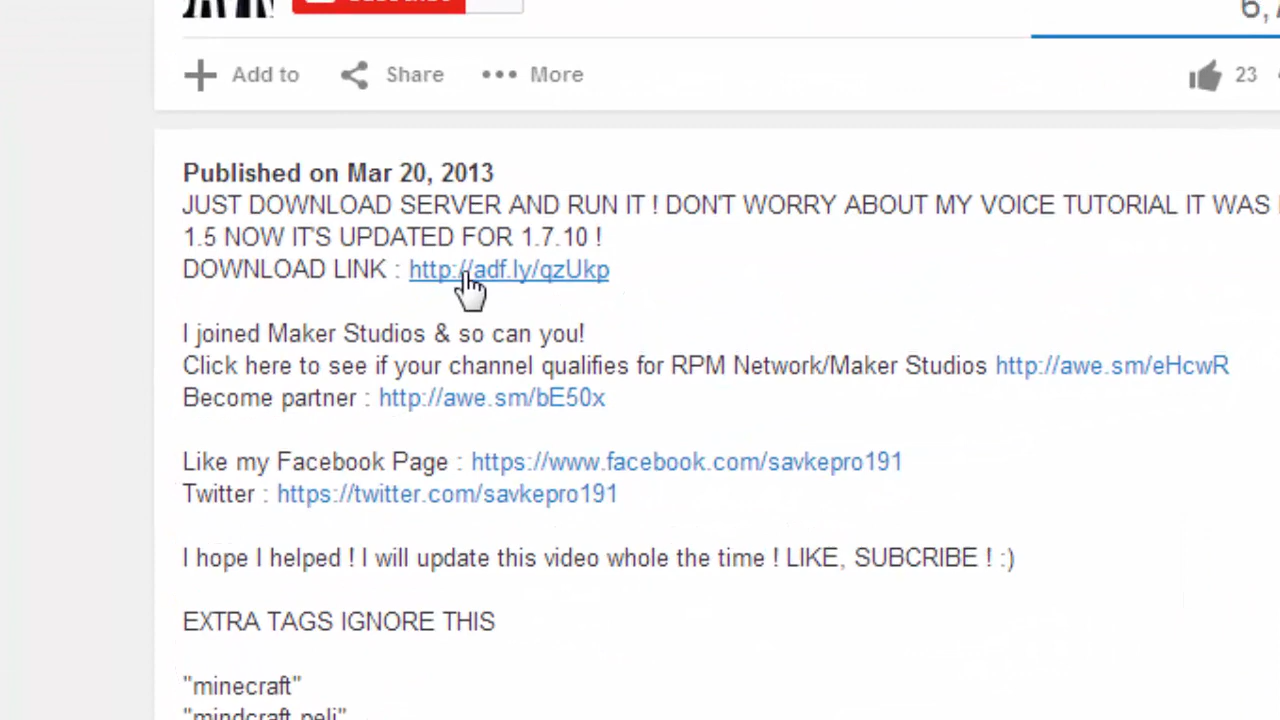 6,
Add to Share More 23
Published on Mar 20, 2013
JUST DOWNLOAD SERVER AND RUN IT ! DON'T WORRY ABOUT MY VOICE TUTORIAL IT WAS
1.5 NOW IT'S UPDATED FOR 1.7.10 !
DOWNLOAD LINK : http://adf.ly/qzUkp
I joined Maker Studios & so can you!
Click here to see if your channel qualifies for RPM Network/Maker Studios http://awe.sm/eHcwR
Become partner : http://awe.sm/bE50x
Like my Facebook Page : https://www.facebook.com/savkepro191
Twitter : https://twitter.com/savkepro191
I hope I helped ! I will update this video whole the time ! LIKE, SUBCRIBE ! :)
EXTRA TAGS IGNORE THIS
"minecraft"
"mindcraft peli"